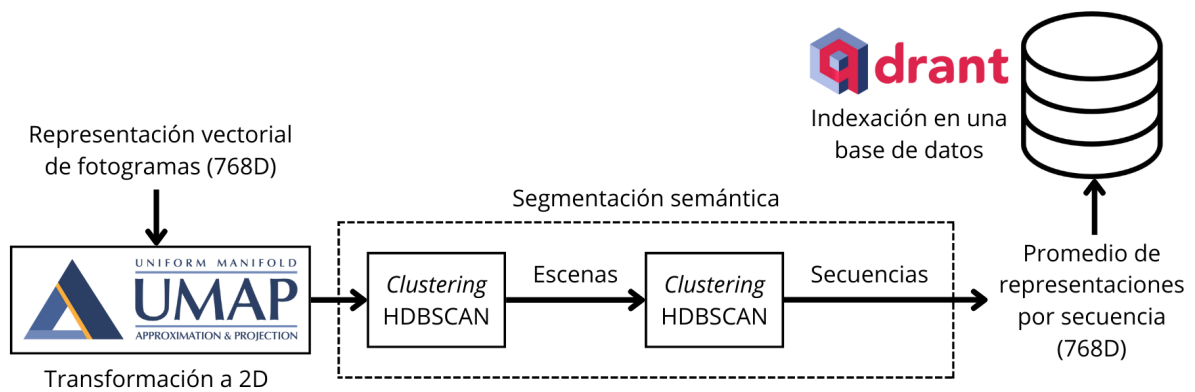 qdrant
Indexación en una
base de datos
Representación vectorial
de fotogramas (768D)
Segmentación semántica
UNIFORM MANIFOLD
UMAP
APPROXIMATION & PROJECTION
Transformación a 2D
Clustering
HDBSCAN
Escenas
Clustering
HDBSCAN
Secuencias
Promedio de
representaciones
por secuencia
(768D)